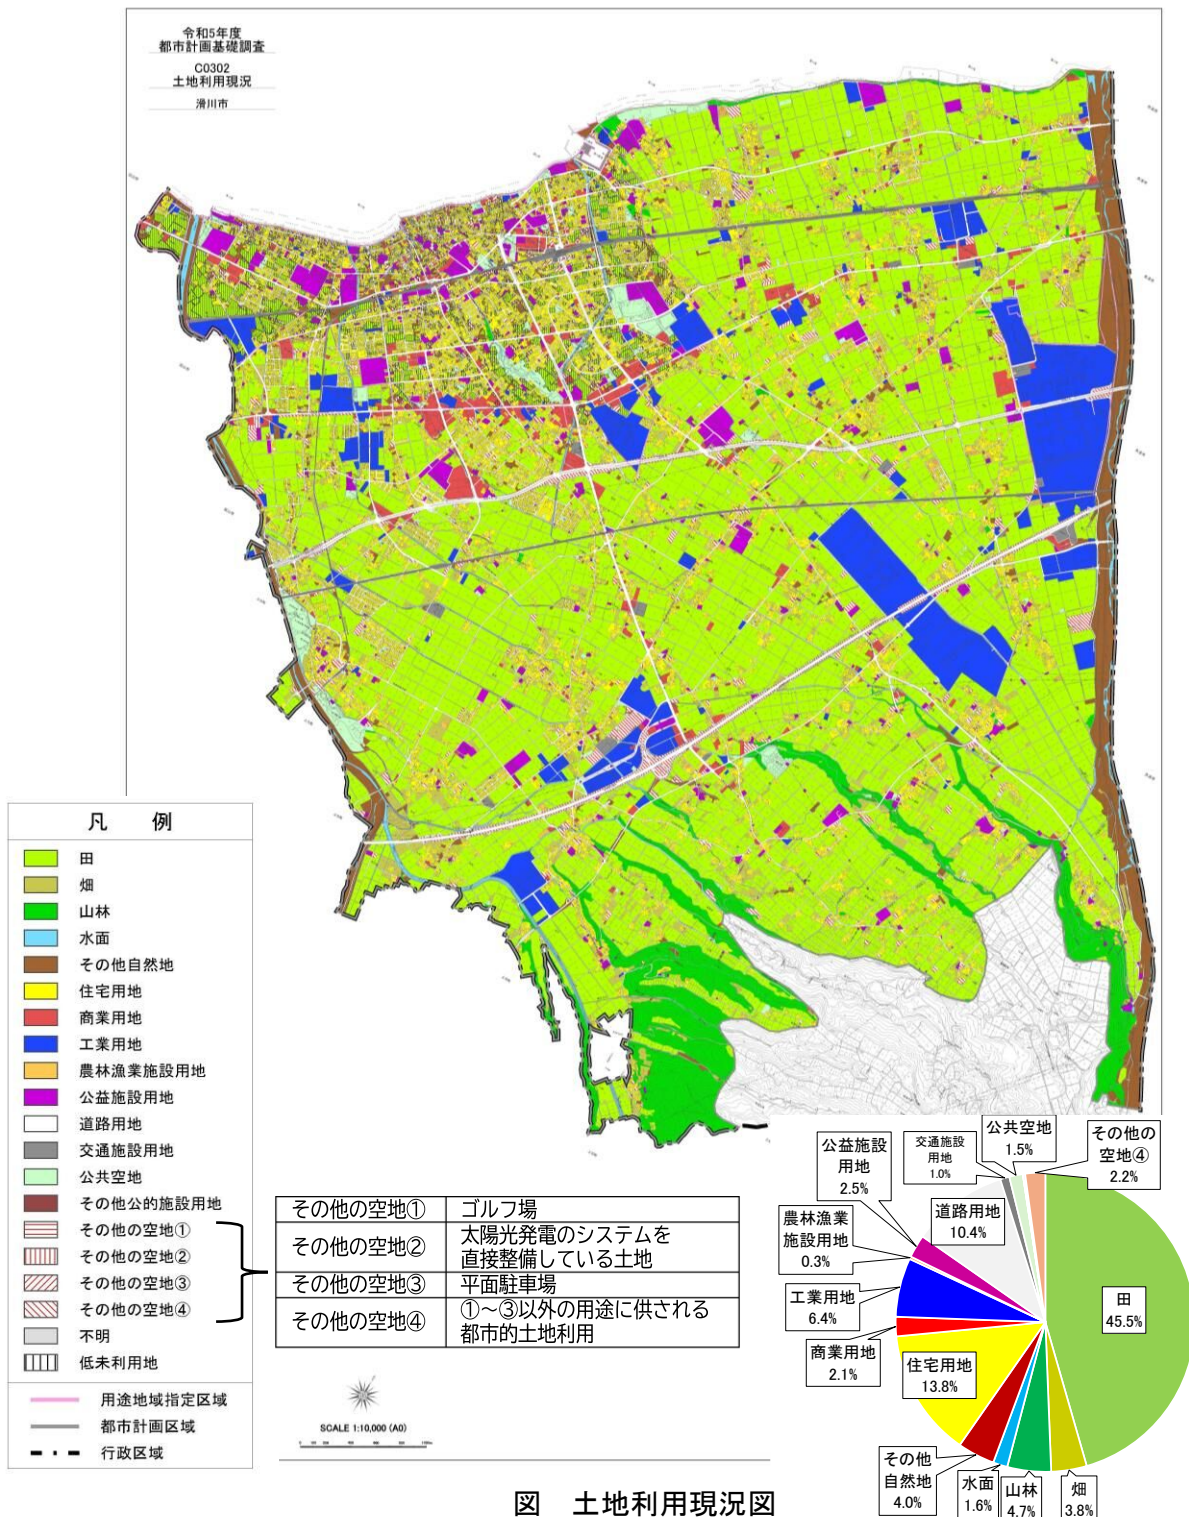 令和5年度
都市計画基礎調査
C0302
土地利用現況
滑川市
凡 例
田
畑
山林
水面
その他自然地
住宅用地
商業用地
工業用地
農林漁業施設用地
公益施設用地
道路用地
交通施設用地
公共空地
その他公的施設用地
その他の空地①
その他の空地②
その他の空地③
その他の空地④
不明
低未利用地
用途地域指定区域
都市計画区域
行政区域
その他の空地① ゴルフ場
その他の空地② 太陽光発電のシステムを
直接整備している土地
その他の空地③ 平面駐車場
その他の空地④ ①～③以外の用途に供される
都市的土地利用
SCALE 1:10,000 (A0)
公益施設
用地
2.5%
交通施設
用地
1.0%
公共空地
1.5%
その他の
空地④
2.2%
農林漁業
施設用地
0.3%
道路用地
10.4%
工業用地
6.4%
田
45.5%
商業用地
2.1%
住宅用地
13.8%
その他
自然地
4.0%
水面
1.6%
山林
4.7%
畑
3.8%
図 土地利用現況図